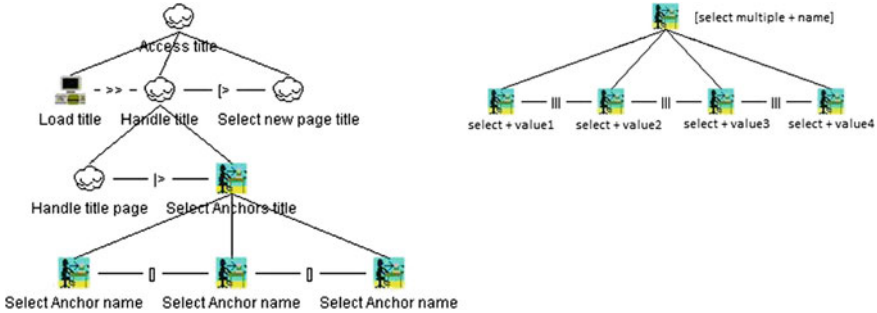 Access title
- >> -
[>
Load title
Handle title
Select new page title
|>
Handle title page
Select Anchors title
[]
[]
Select Anchor name
Select Anchor name
Select Anchor name
[select multiple + name]
|||
|||
|||
select + value1
select + value2
select + value3
select + value4